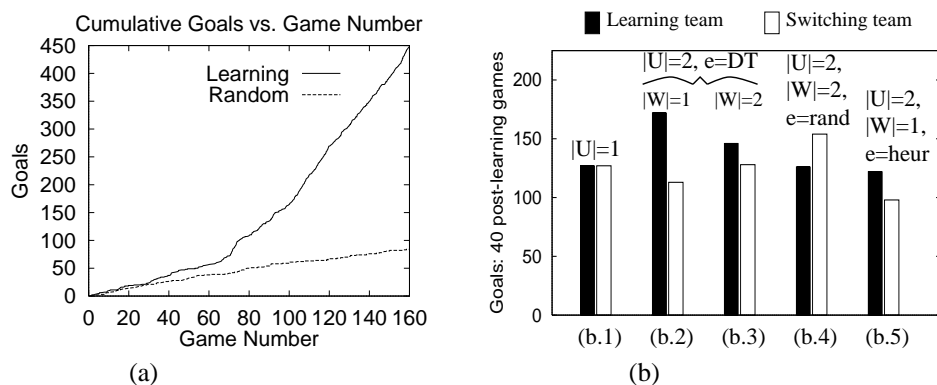 Cumulative Goals vs. Game Number
450
400
350
300
250
200
150
100
50
0
Goals
Learning
Random
0 20 40 60 80 100 120 140 160
Game Number
(a)
Learning team
Switching team
Goals: 40 post-learning games
200
150
100
50
0
|U|=1
|U|=2, e=DT
|W|=1
|W|=2
|U|=2,
|W|=2,
e=rand
|U|=2,
|W|=1,
e=heur
(b.1) (b.2) (b.3) (b.4) (b.5)
(b)